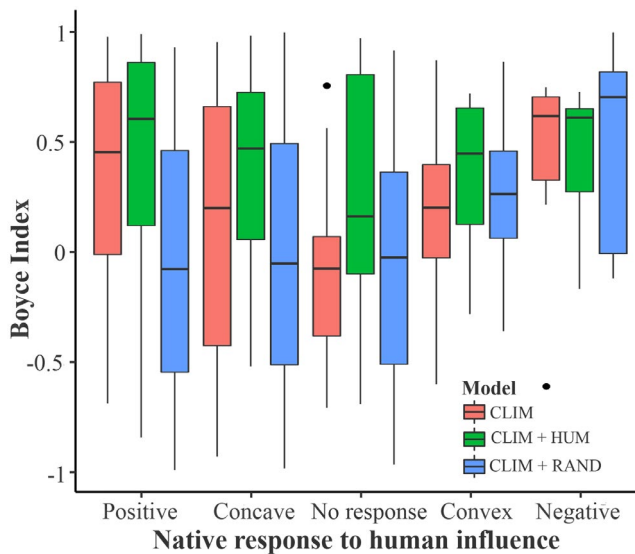 Boyce Index
1
0.5
0
-0.5
-1
Model
CLIM
CLIM + HUM
CLIM + RAND
Positive Concave No response Convex Negative
Native response to human influence